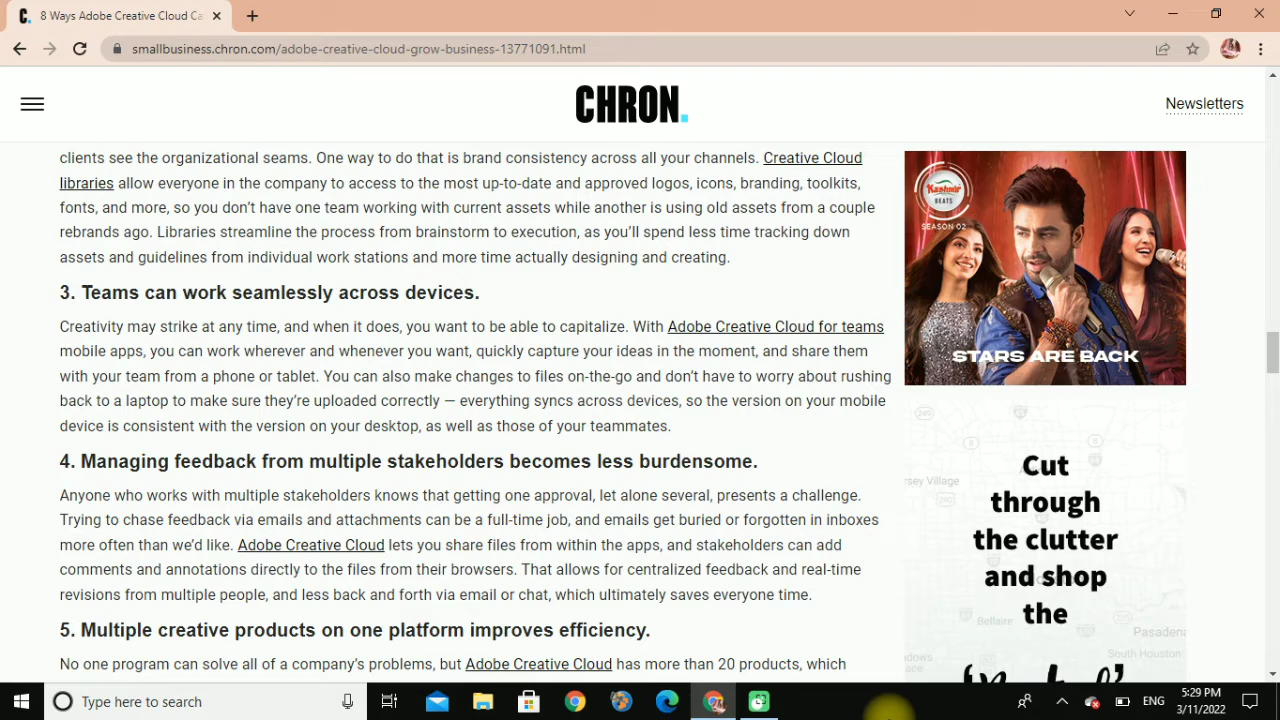 8 Ways Adobe Creative Cloud Ca
smallbusiness.chron.com/adobe-creative-cloud-grow-business-13771091.html
CHRON.
Newsletters
clients see the organizational seams. One way to do that is brand consistency across all your channels. Creative Cloud
libraries allow everyone in the company to access to the most up-to-date and approved logos, icons, branding, toolkits,
fonts, and more, so you don't have one team working with current assets while another is using old assets from a couple
rebrands ago. Libraries streamline the process from brainstorm to execution, as you'll spend less time tracking down
assets and guidelines from individual work stations and more time actually designing and creating.
3. Teams can work seamlessly across devices.
Creativity may strike at any time, and when it does, you want to be able to capitalize. With Adobe Creative Cloud for teams
mobile apps, you can work wherever and whenever you want, quickly capture your ideas in the moment, and share them
with your team from a phone or tablet. You can also make changes to files on-the-go and don't have to worry about rushing
back to a laptop to make sure they're uploaded correctly — everything syncs across devices, so the version on your mobile
device is consistent with the version on your desktop, as well as those of your teammates.
4. Managing feedback from multiple stakeholders becomes less burdensome.
Anyone who works with multiple stakeholders knows that getting one approval, let alone several, presents a challenge.
Trying to chase feedback via emails and attachments can be a full-time job, and emails get buried or forgotten in inboxes
more often than we'd like. Adobe Creative Cloud lets you share files from within the apps, and stakeholders can add
comments and annotations directly to the files from their browsers. That allows for centralized feedback and real-time
revisions from multiple people, and less back and forth via email or chat, which ultimately saves everyone time.
5. Multiple creative products on one platform improves efficiency.
No one program can solve all of a company's problems, but Adobe Creative Cloud has more than 20 products, which
Kashmir
BEATS
SEASON 02
STARS ARE BACK
Jersey Village
Cut
through
the clutter
and shop
the
Bellaire
Pasadena
South Houston
Type here to search
ENG
5:29 PM
3/11/2022